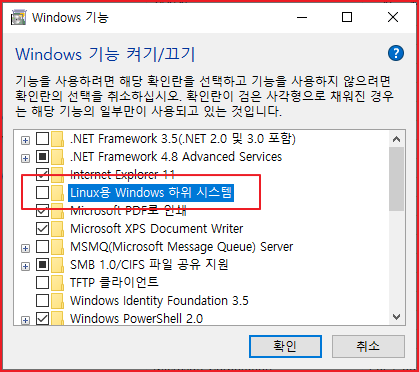 Windows 기능
Windows 기능 켜기/끄기
기능을 사용하려면 해당 확인란을 선택하고 기능을 사용하지 않으려면
확인란의 선택을 취소하십시오. 확인란이 검은 사각형으로 채워진 경우
는 해당 기능의 일부만이 사용되고 있는 것입니다.
.NET Framework 3.5(.NET 2.0 및 3.0 포함)
.NET Framework 4.8 Advanced Services
Internet Explorer 11
Linux용 Windows 하위 시스템
Microsoft PDF로 인쇄
Microsoft XPS Document Writer
MSMQ(Microsoft Message Queue) Server
SMB 1.0/CIFS 파일 공유 지원
TFTP 클라이언트
Windows Identity Foundation 3.5
Windows PowerShell 2.0
확인 취소